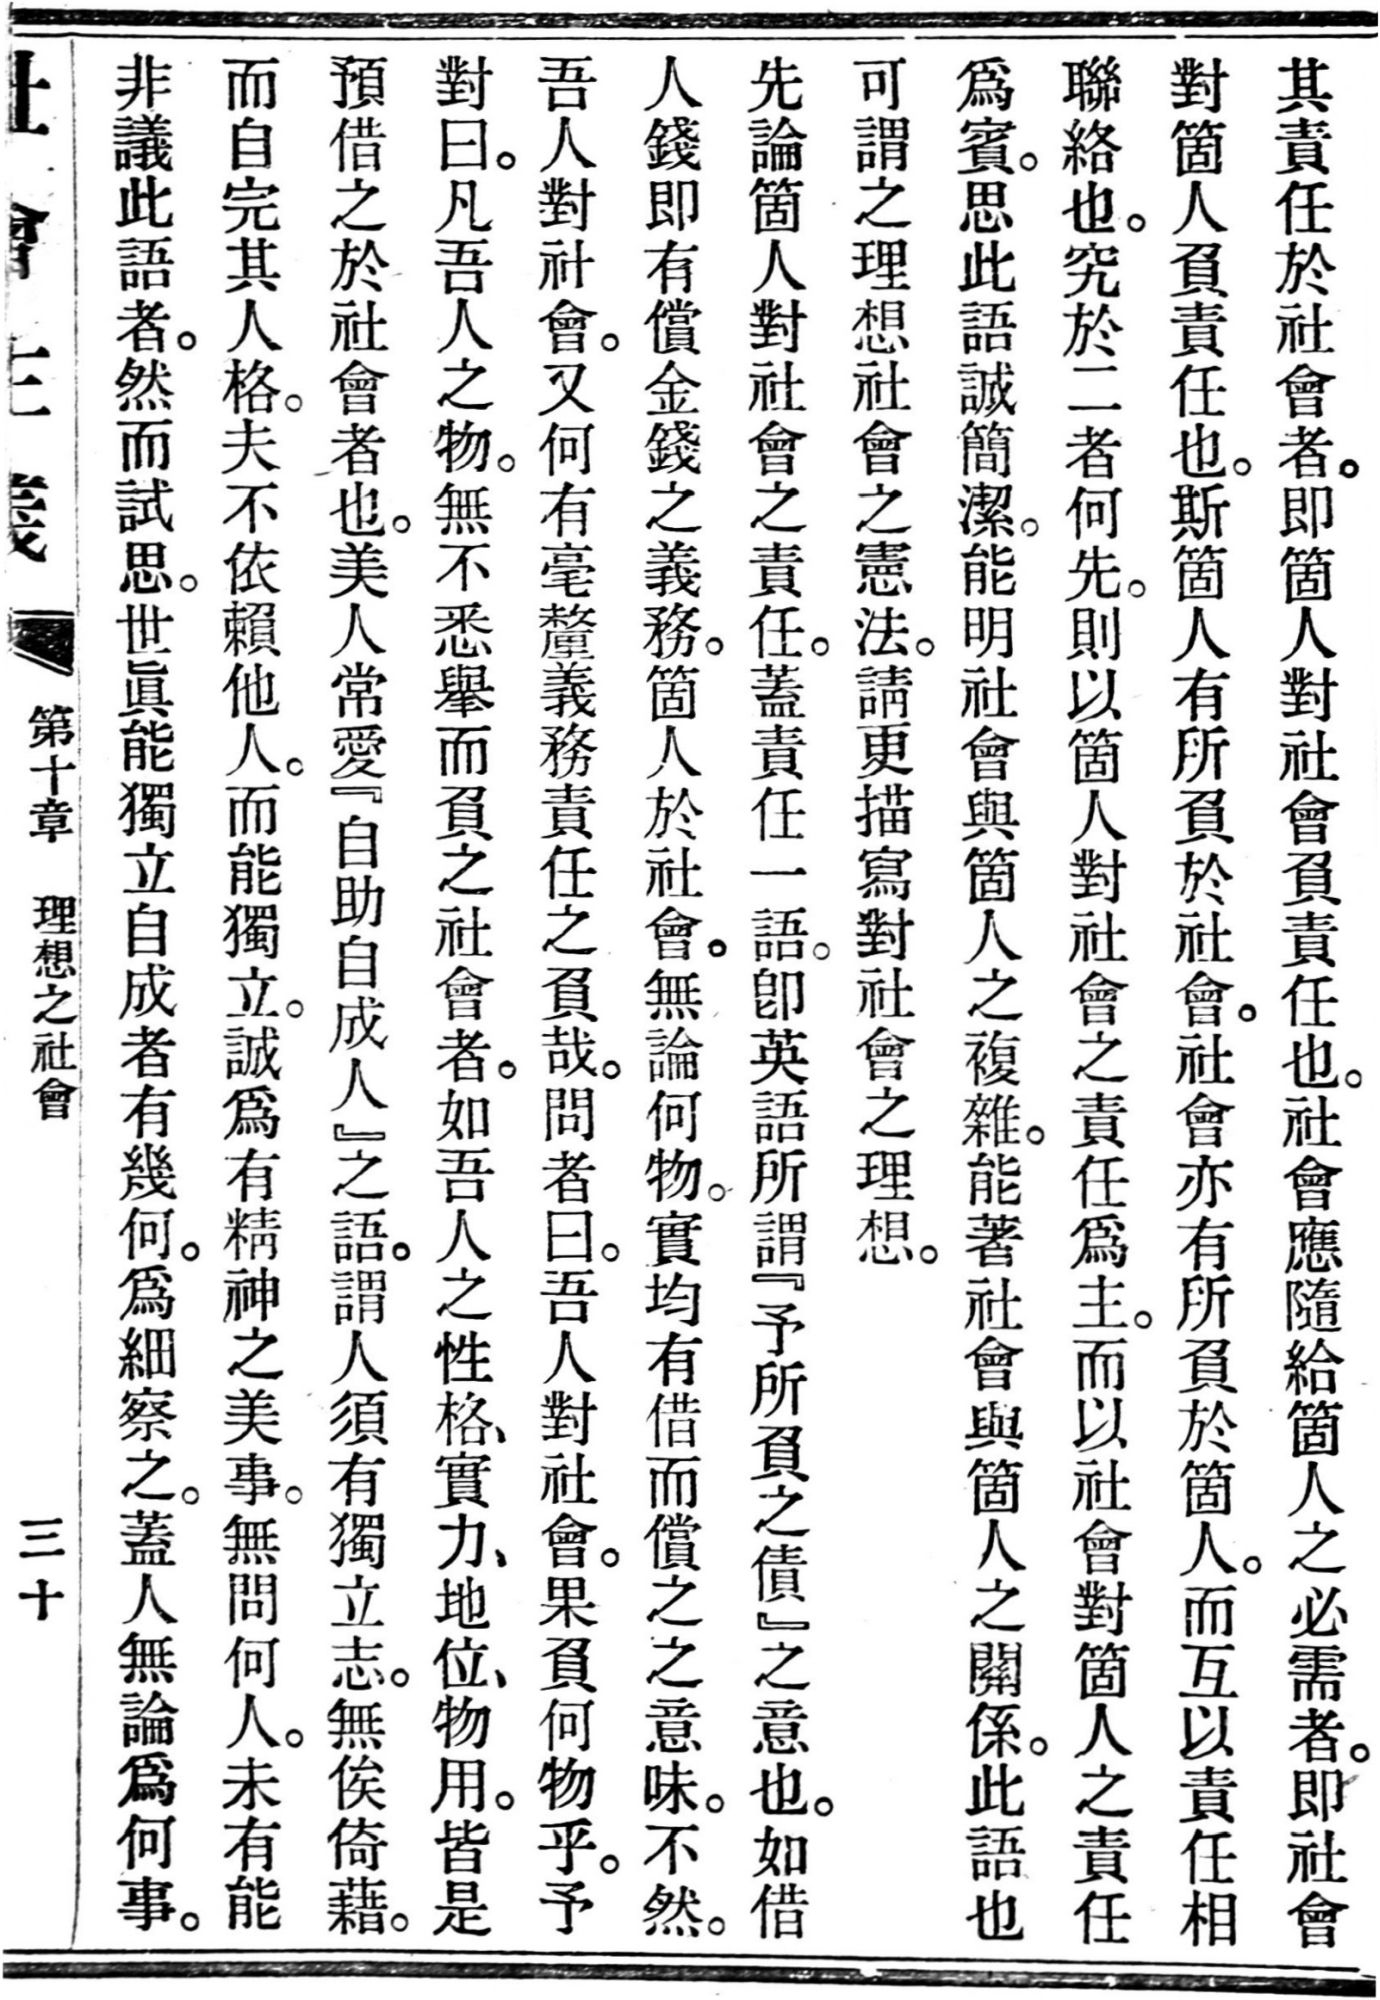 其責任於社會者。即箇人對社會負責任也。社會應隨給箇人之必需者。即社會
對箇人負責任也。斯箇人有所負於社會。社會亦有所負於箇人。而互以責任相
聯絡也。究於二者何先。則以箇人對社會之責任爲主。而以社會對箇人之責任
爲賓。思此語誠簡潔。能明社會與箇人之複雜。能著社會與箇人之關係。此語也
可謂之理想社會之憲法。請更描寫對社會之理想。
先論箇人對社會之責任。蓋責任一語。卽英語所謂『予所負之債』之意也。如借
人錢即有償金錢之義務。箇人於社會。無論何物。實均有借而償之之意味。不然。
吾人對社會。又何有毫釐義務責任之負哉。問者曰。吾人對社會。果負何物乎。予
對曰。凡吾人之物。無不悉舉而負之社會者。如吾人之性格、實力、地位、物用。皆是
預借之於社會者也。美人常愛『自助自成人』之語。謂人須有獨立志。無俟倚藉。
而自完其人格。夫不依賴他人。而能獨立。誠爲有精神之美事。無問何人。未有能
非議此語者。然而試思。世眞能獨立自成者有幾何。爲細察之。蓋人無論爲何事。
社會主義 第十章 理想之社會 三十